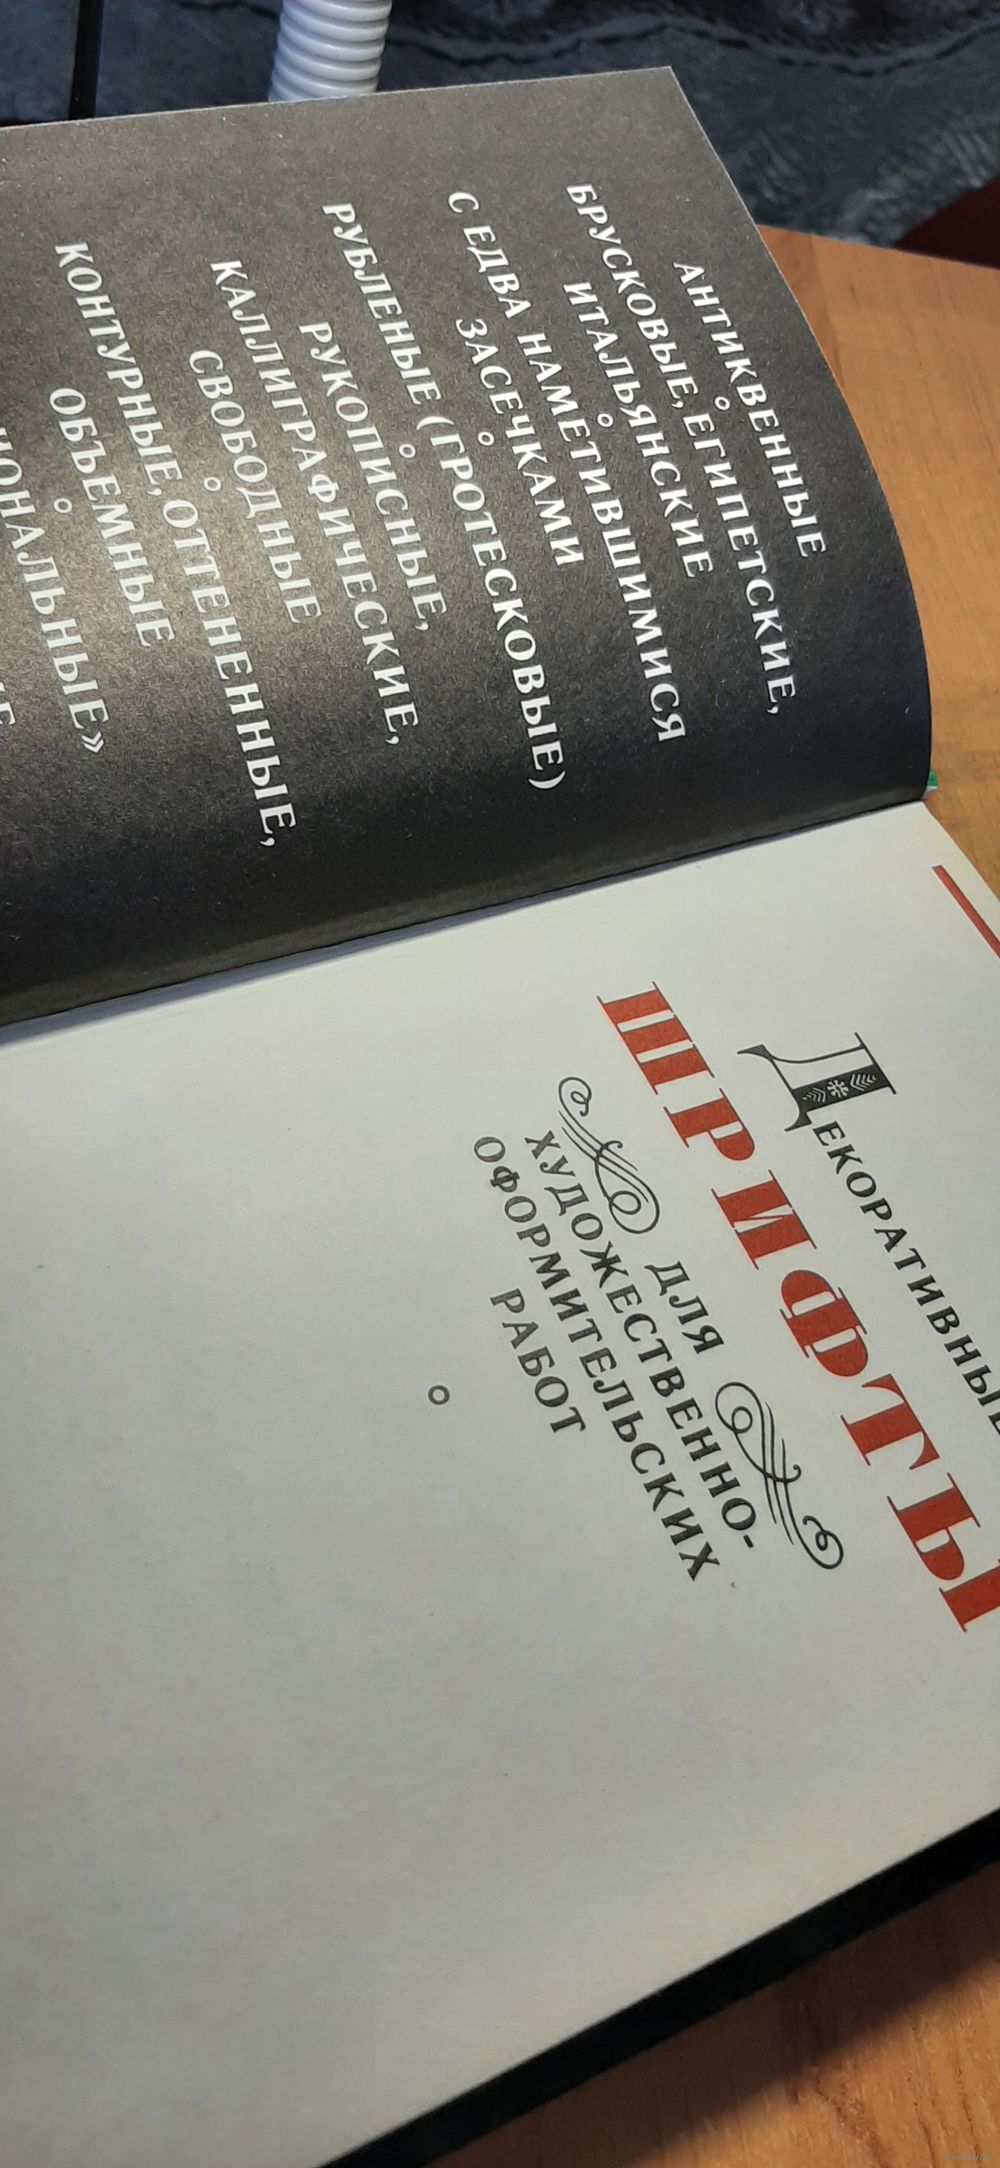 АНТИКВЕННЫЕ
БРУСКОВЫЕ, ЕГИПЕТСКИЕ,
ИТАЛЬЯНСКИЕ
С ЕДВА НАМЕТИВШИМИСЯ
ЗАСЕЧКАМИ
РУБЛЕНЫЕ (ГРОТЕСКОВЫЕ)
РУКОПИСНЫЕ,
КАЛЛИГРАФИЧЕСКИЕ,
СВОБОДНЫЕ
КОНТУРНЫЕ, ОТТЕНЕННЫЕ,
ОБЪЕМНЫЕ
ИОНАЛЬНЫЕ»
ДЕКОРАТИВНЫЕ
ШРИФТЫ
ДЛЯ
ХУДОЖЕСТВЕННО-
ОФОРМИТЕЛЬСКИХ
РАБОТ